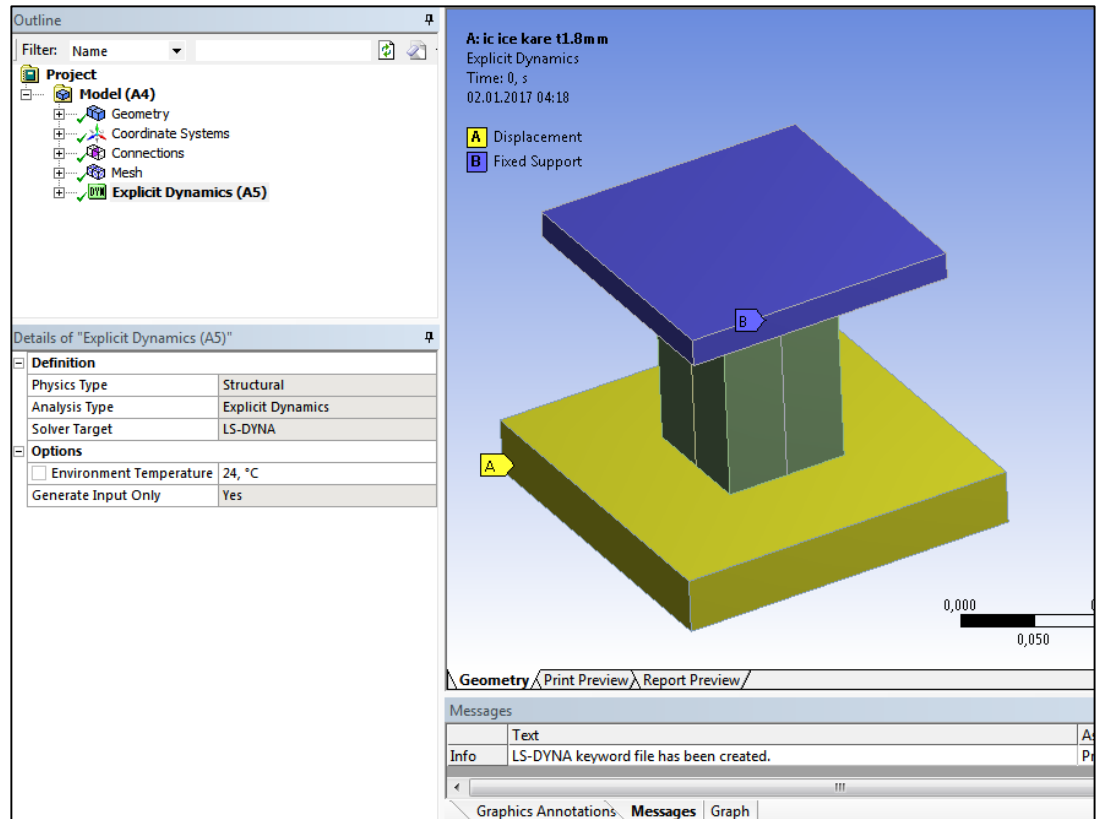 Outline
Filter: Name
Project
Model (A4)
Geometry
Coordinate Systems
Connections
Mesh
Explicit Dynamics (A5)
Details of "Explicit Dynamics (A5)"
Definition
Physics Type Structural
Analysis Type Explicit Dynamics
Solver Target LS-DYNA
Options
Environment Temperature 24, °C
Generate Input Only Yes
A: ic ice kare t1.8mm
Explicit Dynamics
Time: 0, s
02.01.2017 04:18
A Displacement
B Fixed Support
B
A
0,000
0,050
Geometry Print Preview Report Preview
Messages
Text
Info LS-DYNA keyword file has been created.
Graphics Annotations Messages Graph